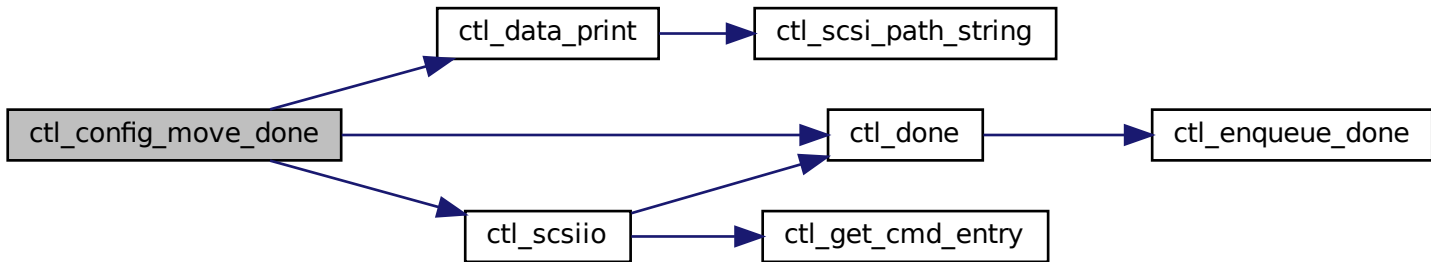 ctl_data_print
ctl_scsi_path_string
ctl_config_move_done
ctl_done
ctl_enqueue_done
ctl_scsiio
ctl_get_cmd_entry